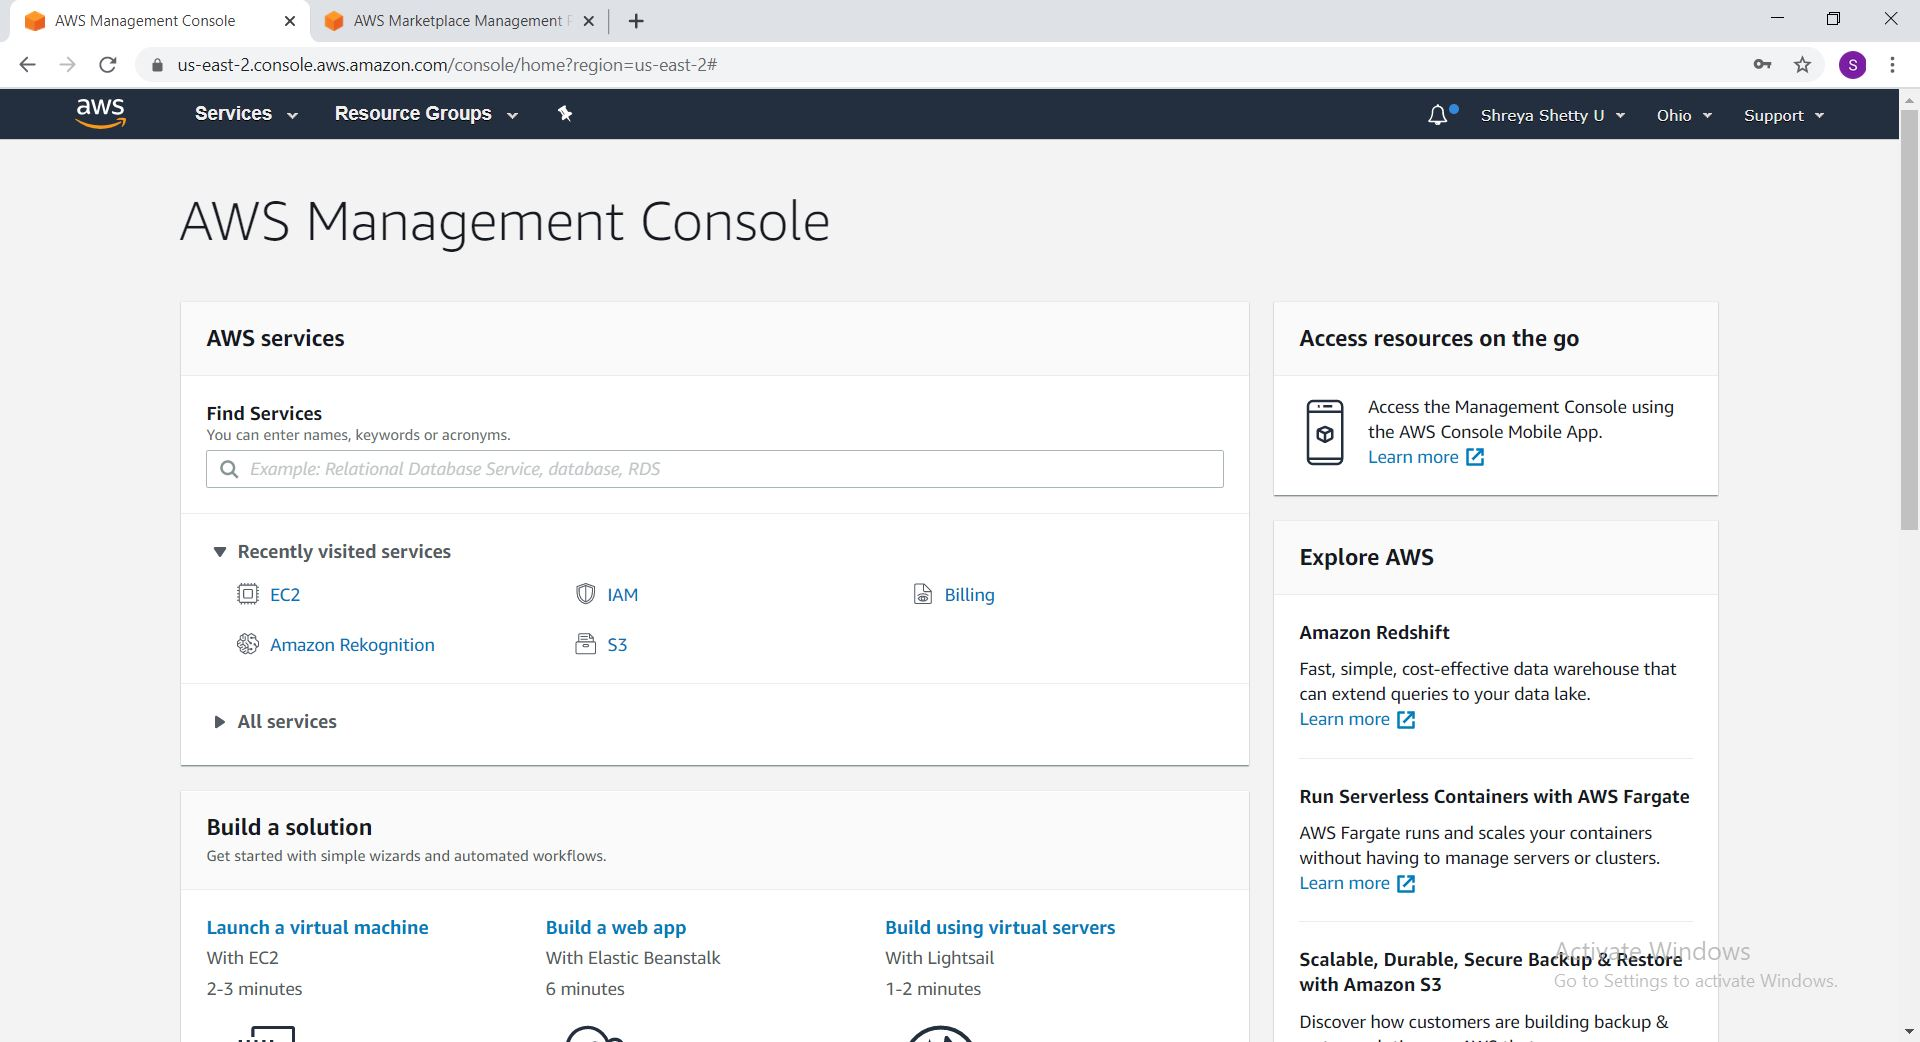 AWS Management Console
AWS Marketplace Management
us-east-2.console.aws.amazon.com/console/home?region=us-east-2#
S
aws
Services
Resource Groups
Shreya Shetty U
Ohio
Support
AWS Management Console
AWS services
Find Services
You can enter names, keywords or acronyms.
Example: Relational Database Service, database, RDS
Recently visited services
EC2
IAM
Billing
Amazon Rekognition
S3
All services
Build a solution
Get started with simple wizards and automated workflows.
Launch a virtual machine
With EC2
2-3 minutes
Build a web app
With Elastic Beanstalk
6 minutes
Build using virtual servers
With Lightsail
1-2 minutes
Access resources on the go
Access the Management Console using
the AWS Console Mobile App.
Learn more
Explore AWS
Amazon Redshift
Fast, simple, cost-effective data warehouse that
can extend queries to your data lake.
Learn more
Run Serverless Containers with AWS Fargate
AWS Fargate runs and scales your containers
without having to manage servers or clusters.
Learn more
Scalable, Durable, Secure Backup & Restore
with Amazon S3
Discover how customers are building backup &
Activate Windows
Go to Settings to activate Windows.